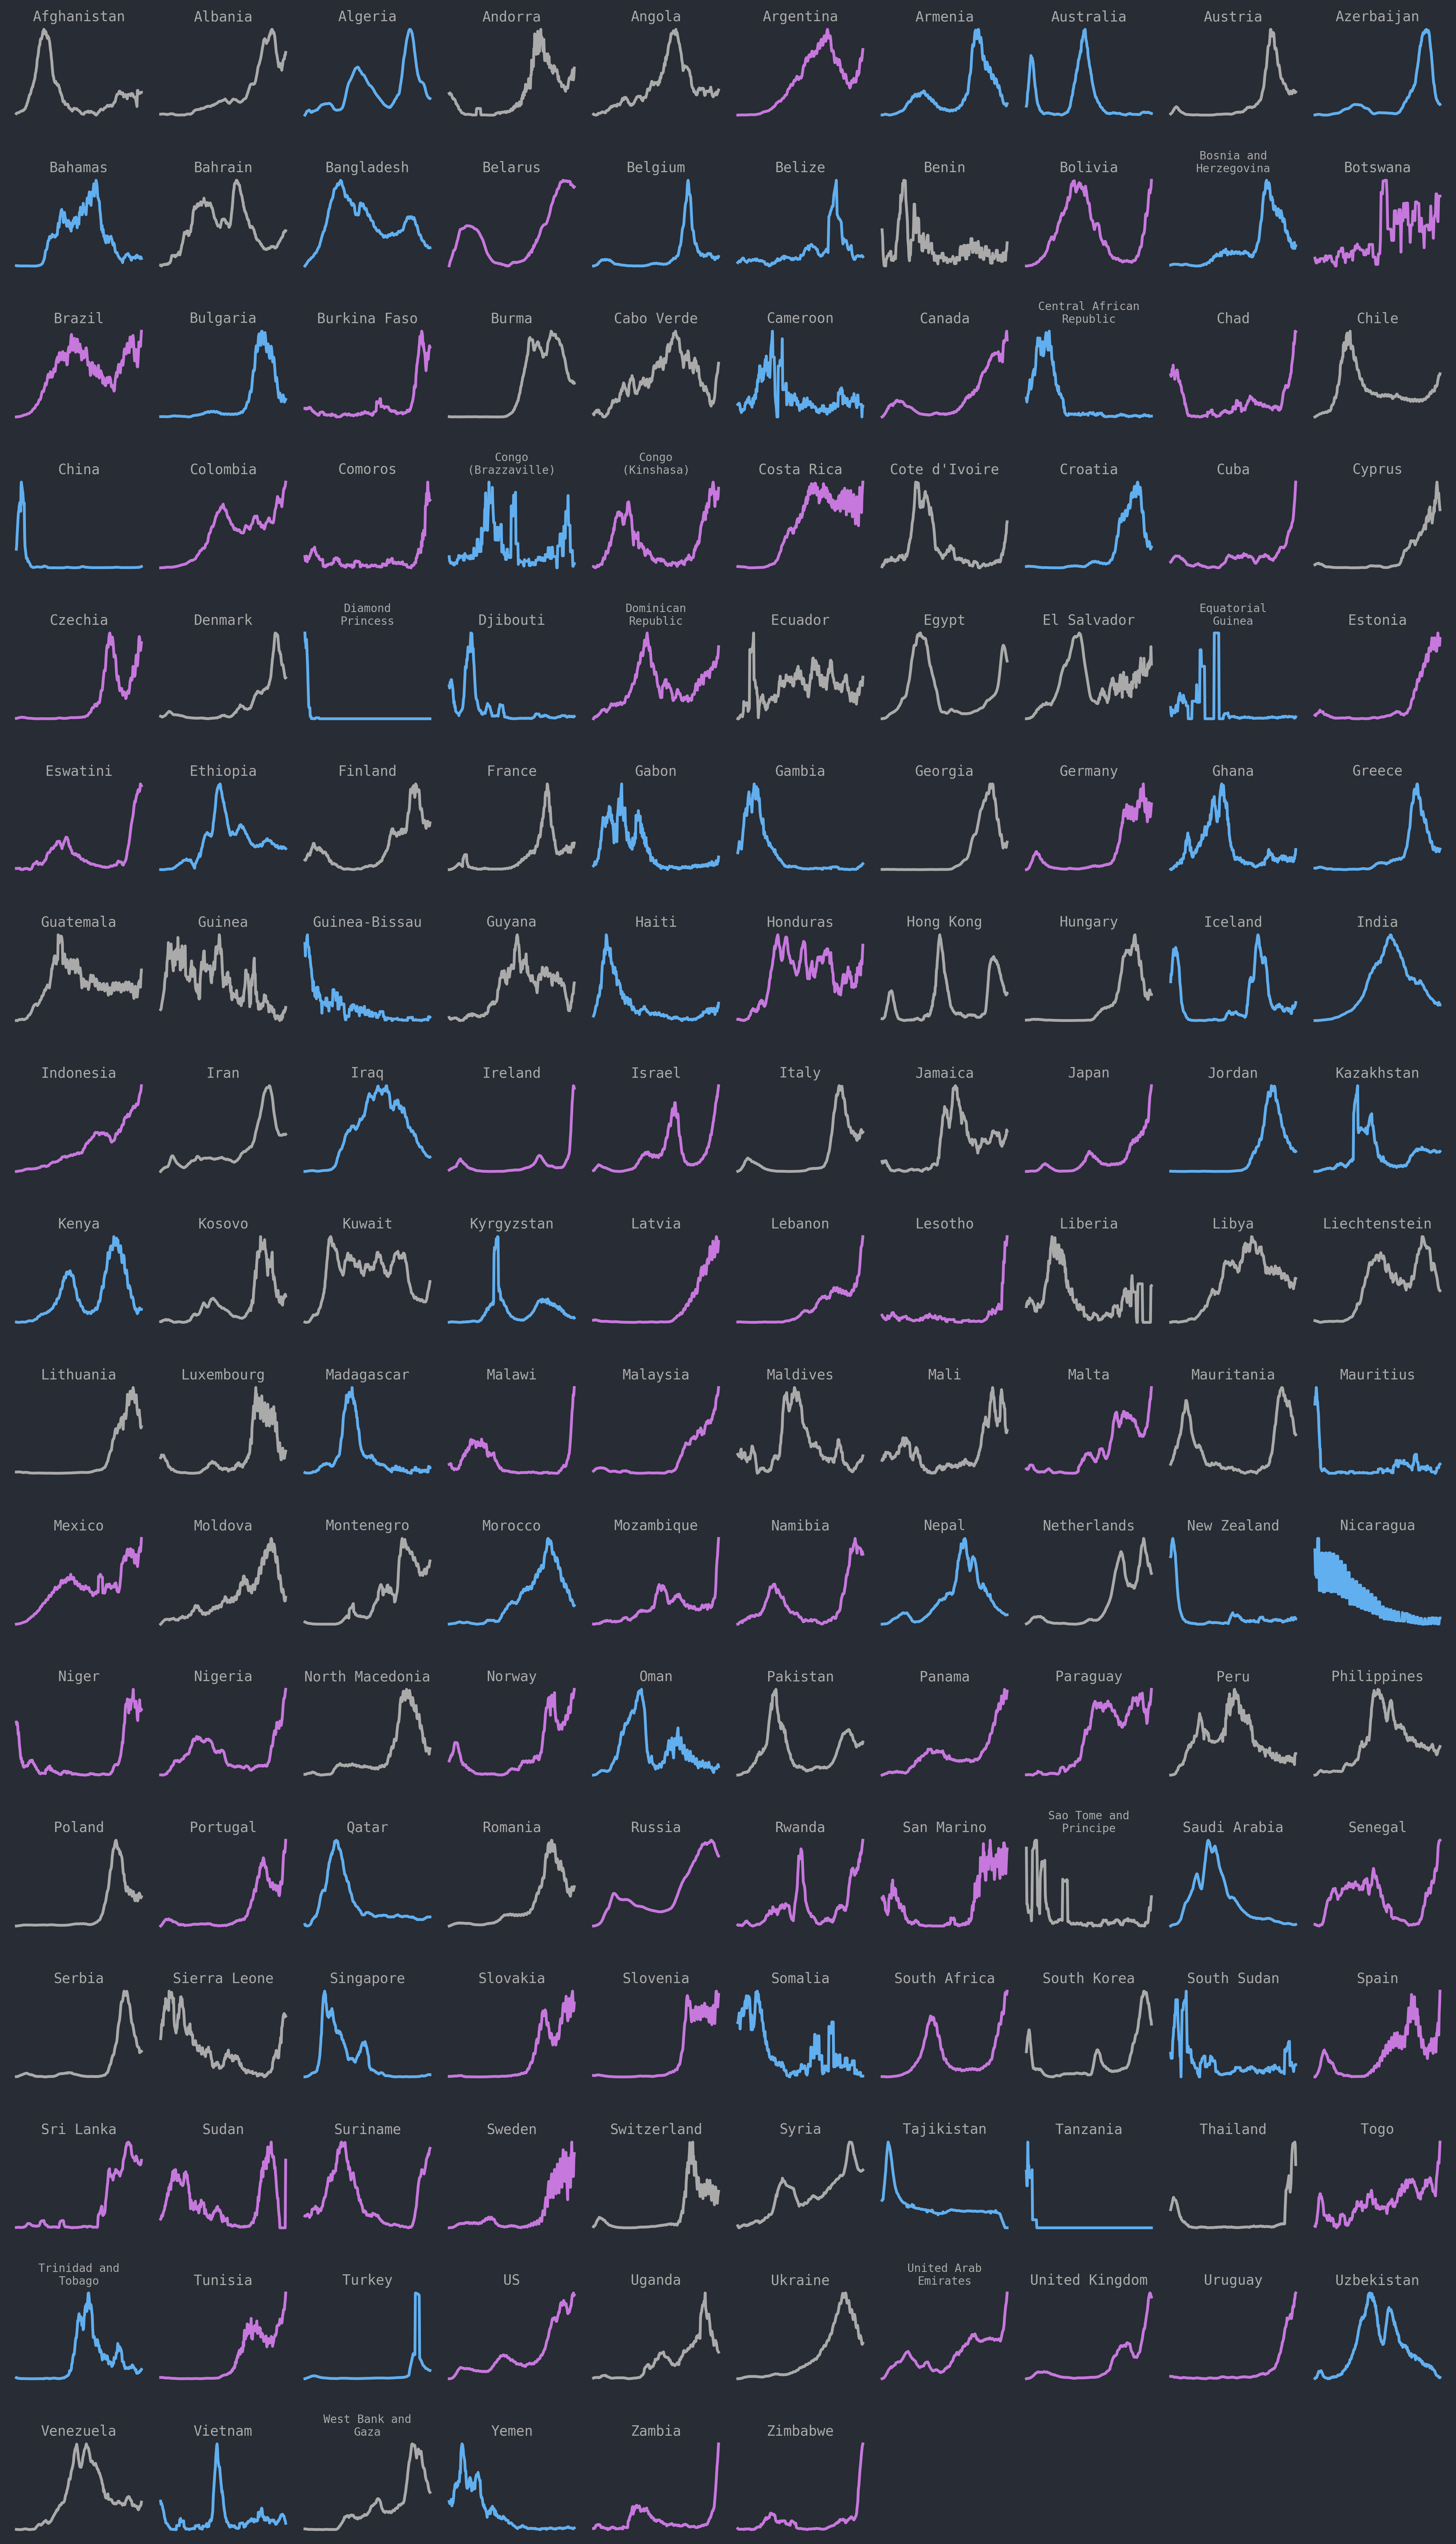 Afghanistan
Albania
Algeria
Andorra
Angola
Argentina
Armenia
Australia
Austria
Azerbaijan
Bahamas
Bahrain
Bangladesh
Belarus
Belgium
Belize
Benin
Bolivia
Bosnia and
Herzegovina
Botswana
Brazil
Bulgaria
Burkina Faso
Burma
Cabo Verde
Cameroon
Canada
Central African
Republic
Chad
Chile
China
Colombia
Comoros
Congo
(Brazzaville)
Congo
(Kinshasa)
Costa Rica
Cote d'Ivoire
Croatia
Cuba
Cyprus
Czechia
Denmark
Diamond
Princess
Djibouti
Dominican
Republic
Ecuador
Egypt
El Salvador
Equatorial
Guinea
Estonia
Eswatini
Ethiopia
Finland
France
Gabon
Gambia
Georgia
Germany
Ghana
Greece
Guatemala
Guinea
Guinea-Bissau
Guyana
Haiti
Honduras
Hong Kong
Hungary
Iceland
India
Indonesia
Iran
Iraq
Ireland
Israel
Italy
Jamaica
Japan
Jordan
Kazakhstan
Kenya
Kosovo
Kuwait
Kyrgyzstan
Latvia
Lebanon
Lesotho
Liberia
Libya
Liechtenstein
Lithuania
Luxembourg
Madagascar
Malawi
Malaysia
Maldives
Mali
Malta
Mauritania
Mauritius
Mexico
Moldova
Montenegro
Morocco
Mozambique
Namibia
Nepal
Netherlands
New Zealand
Nicaragua
Niger
Nigeria
North Macedonia
Norway
Oman
Pakistan
Panama
Paraguay
Peru
Philippines
Poland
Portugal
Qatar
Romania
Russia
Rwanda
San Marino
Sao Tome and
Principe
Saudi Arabia
Senegal
Serbia
Sierra Leone
Singapore
Slovakia
Slovenia
Somalia
South Africa
South Korea
South Sudan
Spain
Sri Lanka
Sudan
Suriname
Sweden
Switzerland
Syria
Tajikistan
Tanzania
Thailand
Togo
Trinidad and
Tobago
Tunisia
Turkey
US
Uganda
Ukraine
United Arab
Emirates
United Kingdom
Uruguay
Uzbekistan
Venezuela
Vietnam
West Bank and
Gaza
Yemen
Zambia
Zimbabwe